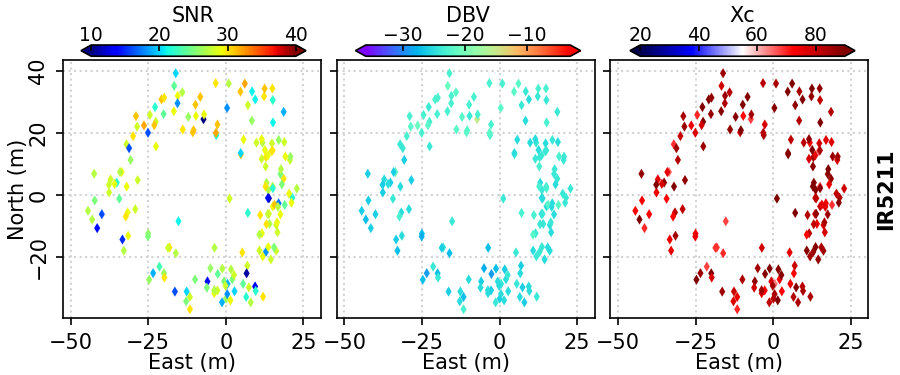 SNR DBV Xc
10 20 30 40 −30 −20 −10 20 40 60 80
40
20
0
−20
North (m)
IR5211
−50 −25 0 25 −50 −25 0 25 −50 −25 0 25
East (m) East (m) East (m)